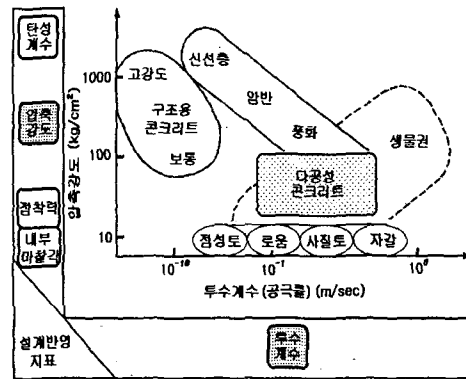 탄성
계수
압축
강도
점착력
내부
마찰각
설계반영
지표
압축강도 (kg/cm²)
1000
100
10
고강도
구조용
콘크리트
보통
신선층
암반
풍화
생물권
다공성
콘크리트
점성토
로움
사질토
자갈
10⁻¹⁰
10⁻¹
10⁰
투수계수 (공극률) (m/sec)
투수
계수